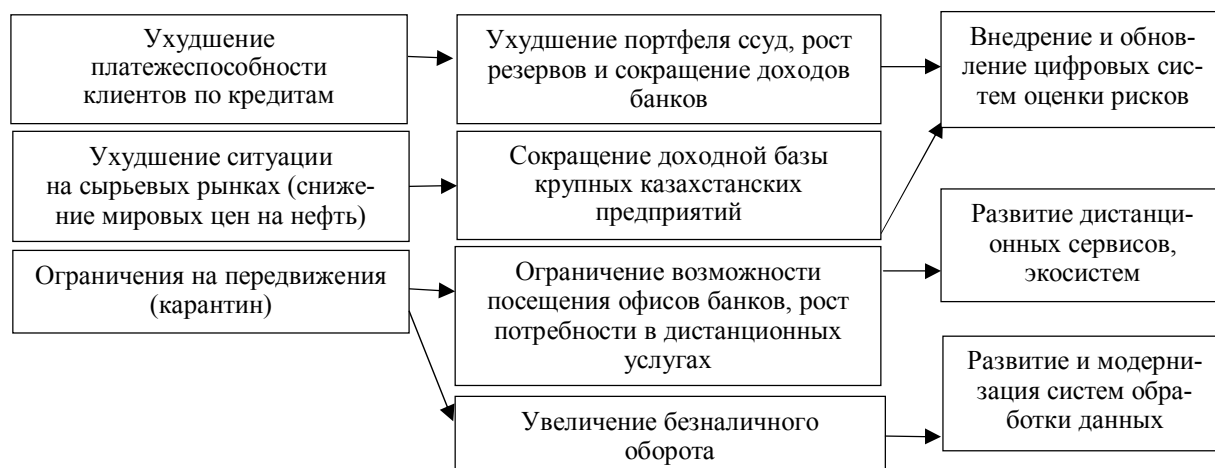 Ухудшение
платежеспособности
клиентов по кредитам
Ухудшение портфеля ссуд, рост
резервов и сокращение доходов
банков
Внедрение и обнов-
ление цифровых сис-
тем оценки рисков
Ухудшение ситуации
на сырьевых рынках (сниже-
ние мировых цен на нефть)
Сокращение доходной базы
крупных казахстанских
предприятий
Развитие дистанци-
онных сервисов,
экосистем
Ограничения на передвижения
(карантин)
Ограничение возможности
посещения офисов банков, рост
потребности в дистанционных
услугах
Развитие и модерни-
зация систем обра-
ботки данных
Увеличение безналичного
оборота